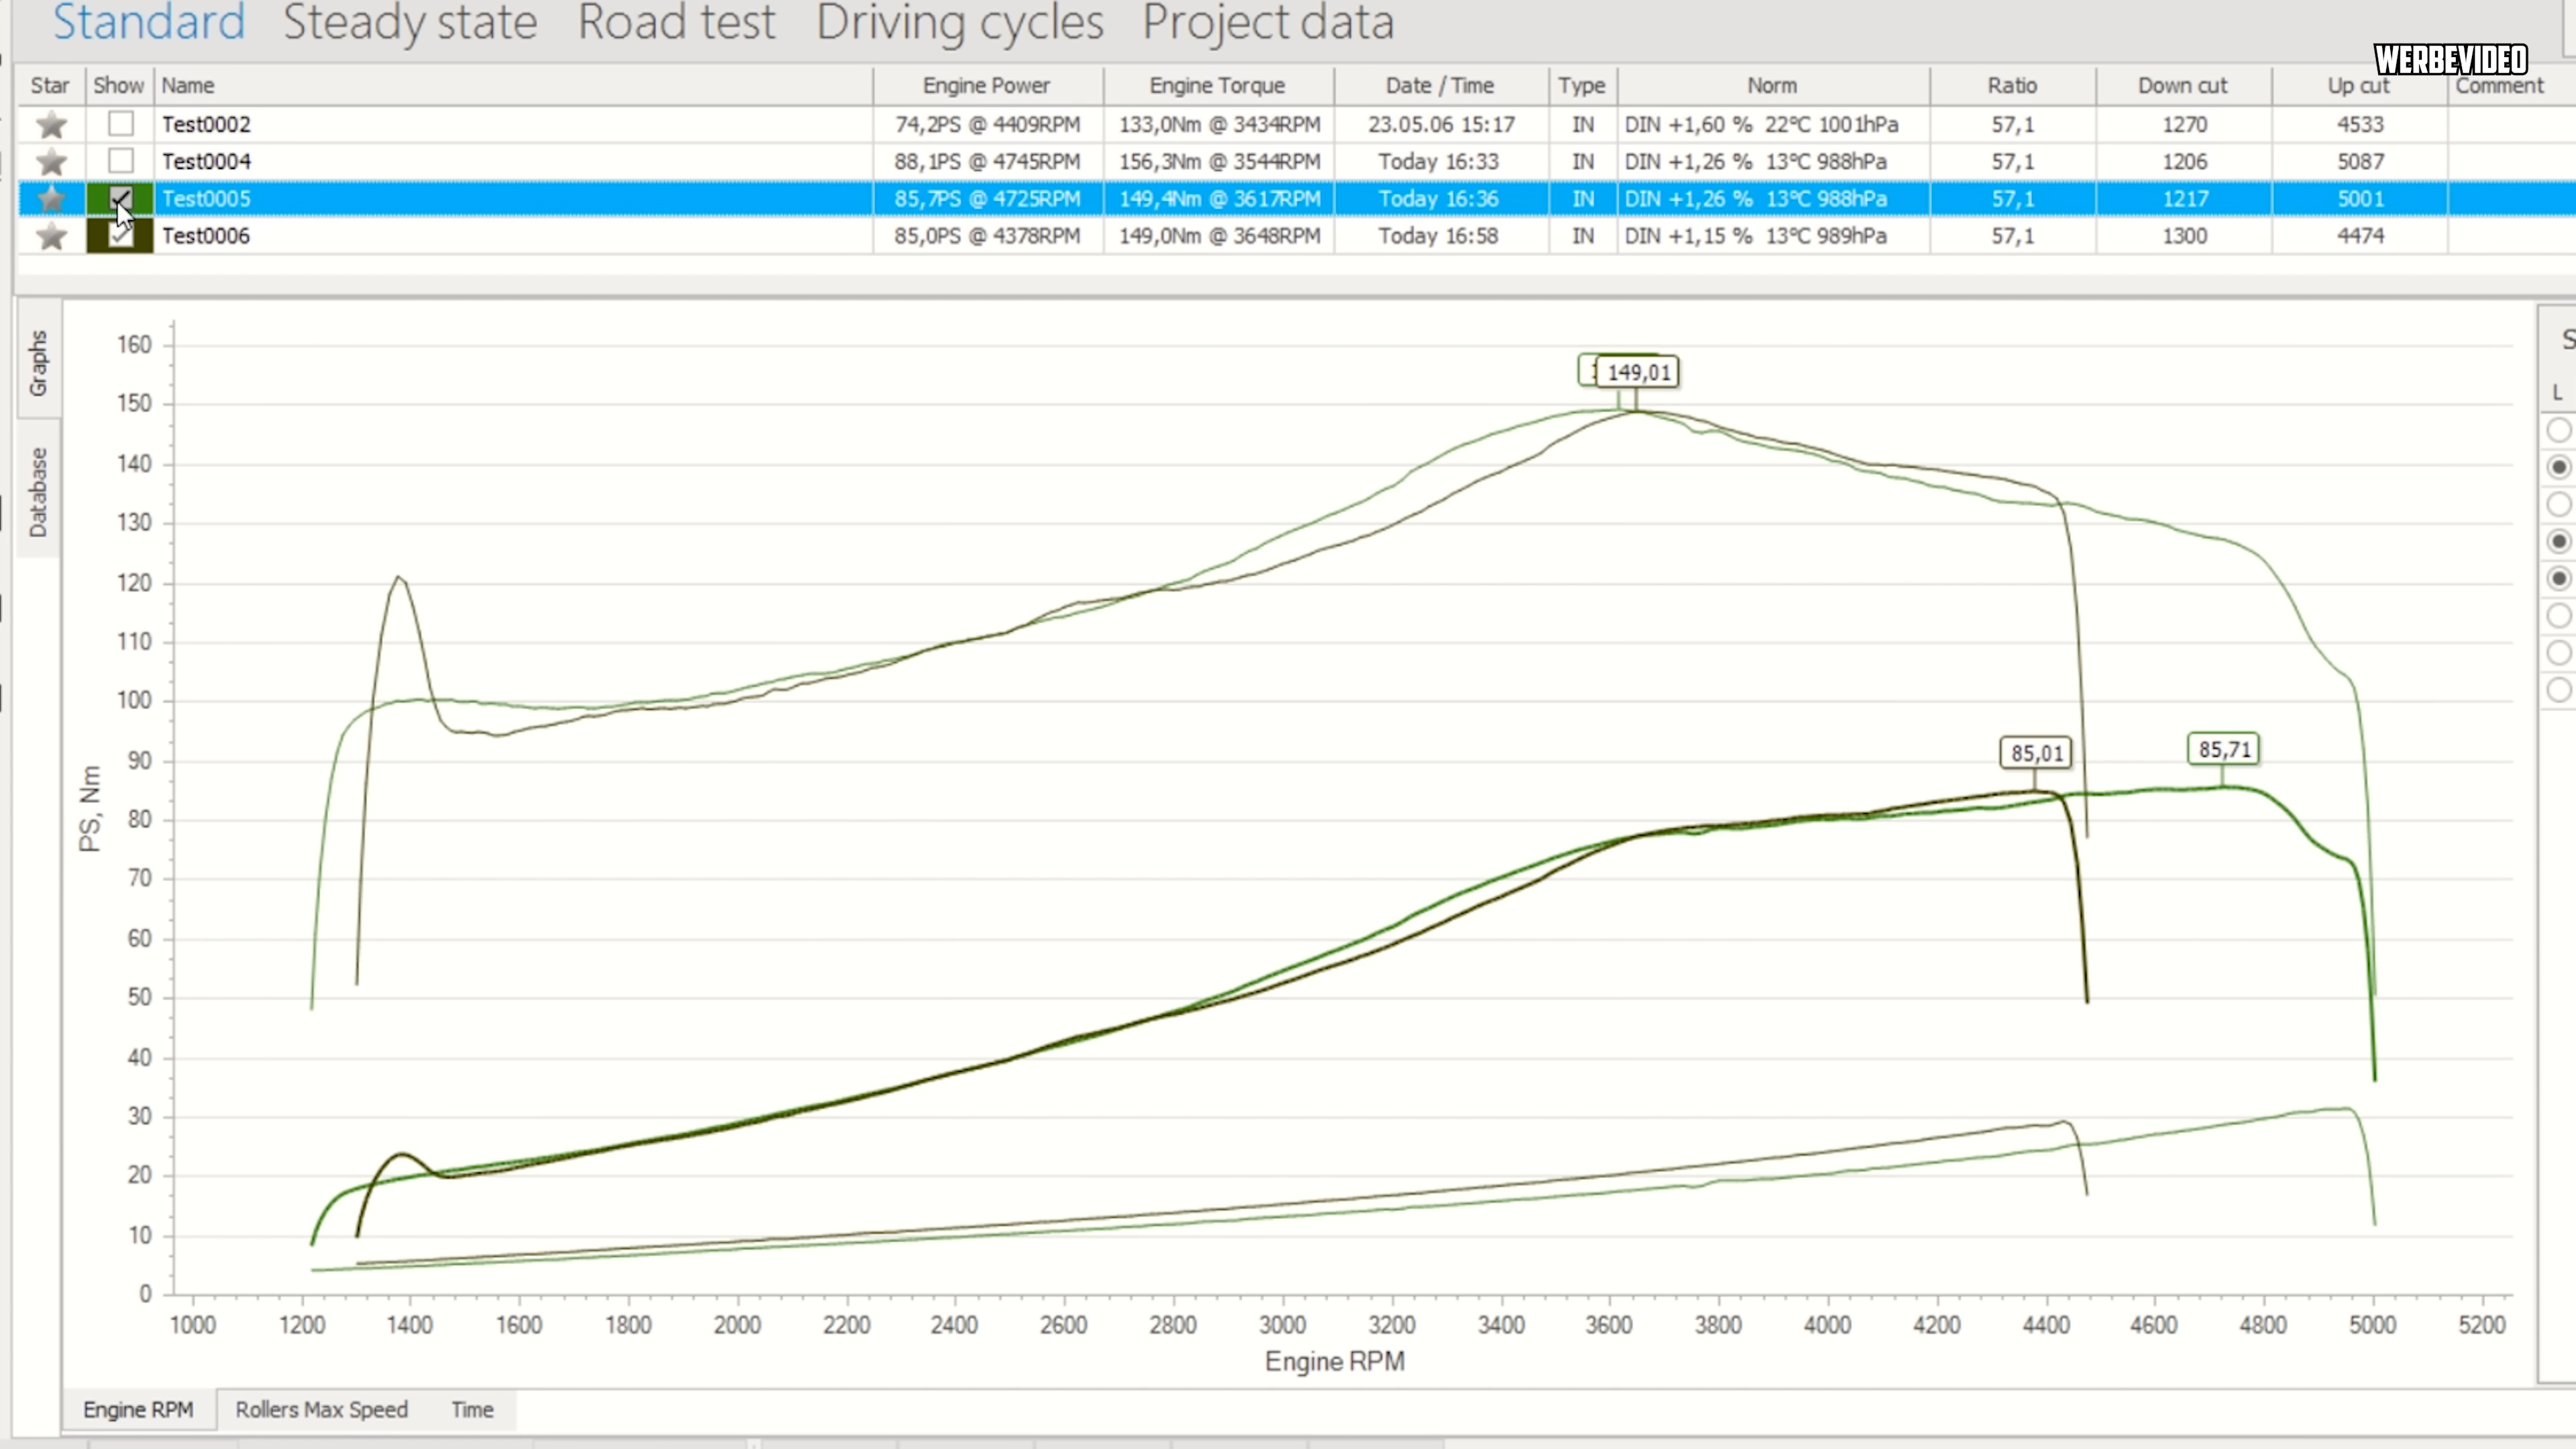 Standard Steady state Road test Driving cycles Project data
WERBEVIDEO
Star Show Name Engine Power Engine Torque Date / Time Type Norm Ratio Down cut Up cut Comment
Test0002 74,2PS @ 4409RPM 133,0Nm @ 3434RPM 23.05.06 15:17 IN DIN +1,60 % 22°C 1001hPa 57,1 1270 4533
Test0004 88,1PS @ 4745RPM 156,3Nm @ 3544RPM Today 16:33 IN DIN +1,26 % 13°C 988hPa 57,1 1206 5087
Test0005 85,7PS @ 4725RPM 149,4Nm @ 3617RPM Today 16:36 IN DIN +1,26 % 13°C 988hPa 57,1 1217 5001
Test0006 85,0PS @ 4378RPM 149,0Nm @ 3648RPM Today 16:58 IN DIN +1,15 % 13°C 989hPa 57,1 1300 4474
Graphs
Database
S
L
PS, Nm
160
150
140
130
120
110
100
90
80
70
60
50
40
30
20
10
0
149,01
85,01
85,71
1000 1200 1400 1600 1800 2000 2200 2400 2600 2800 3000 3200 3400 3600 3800 4000 4200 4400 4600 4800 5000 5200
Engine RPM
Engine RPM Rollers Max Speed Time